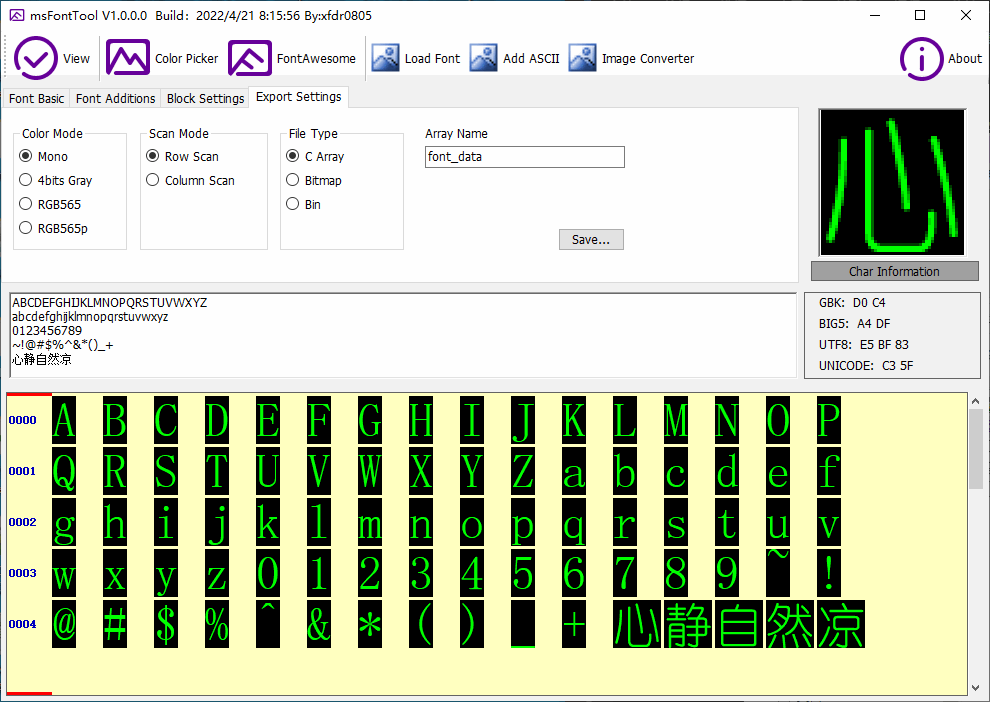 msFontTool V1.0.0.0 Build: 2022/4/21 8:15:56 By:xfdr0805
View Color Picker FontAwesome Load Font Add ASCII Image Converter About
Font Basic Font Additions Block Settings Export Settings
Color Mode
Mono
4bits Gray
RGB565
RGB565p
Scan Mode
Row Scan
Column Scan
File Type
C Array
Bitmap
Bin
Array Name
font_data
Save...
心
Char Information
GBK: D0 C4
BIG5: A4 DF
UTF8: E5 BF 83
UNICODE: C3 5F
ABCDEFGHIJKLMNOPQRSTUVWXYZ
abcdefghijklmnopqrstuvwxyz
0123456789
~!@#$%^&*()_+
心静自然凉
0000 A B C D E F G H I J K L M N O P
0001 Q R S T U V W X Y Z a b c d e f
0002 g h i j k l m n o p q r s t u v
0003 w x y z 0 1 2 3 4 5 6 7 8 9 ~ !
0004 @ # $ % ^ & * ( ) _ + 心 静 自 然 凉